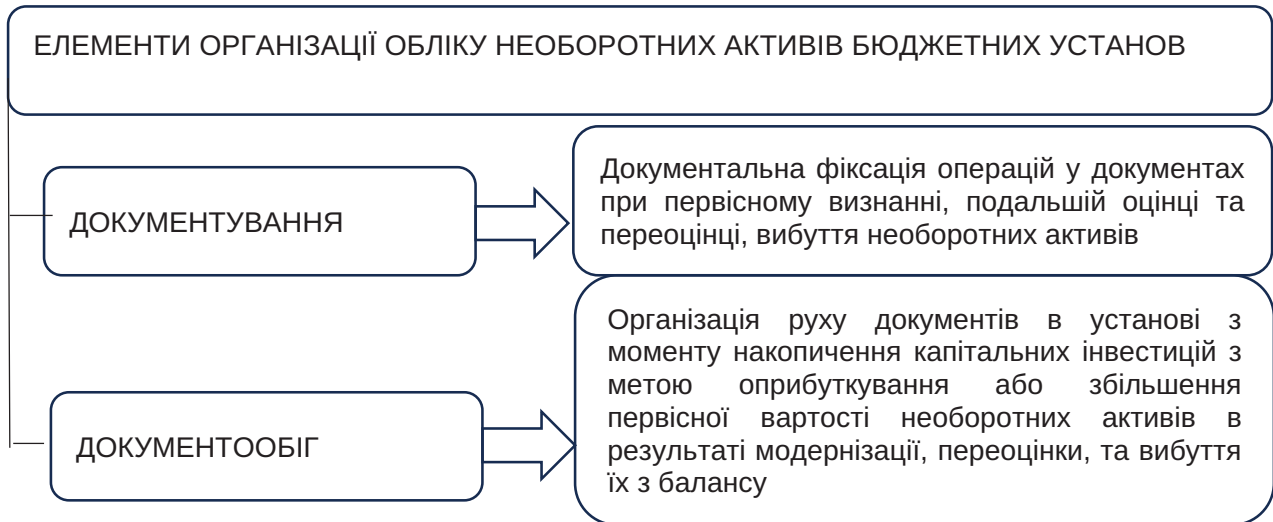 ЕЛЕМЕНТИ ОРГАНІЗАЦІЇ ОБЛІКУ НЕОБОРОТНИХ АКТИВІВ БЮДЖЕТНИХ УСТАНОВ
ДОКУМЕНТУВАННЯ
Документальна фіксація операцій у документах
при первісному визнанні, подальшій оцінці та
переоцінці, вибуття необоротних активів
ДОКУМЕНТООБІГ
Організація руху документів в установі з
моменту накопичення капітальних інвестицій з
метою оприбуткування або збільшення
первісної вартості необоротних активів в
результаті модернізації, переоцінки, та вибуття
їх з балансу